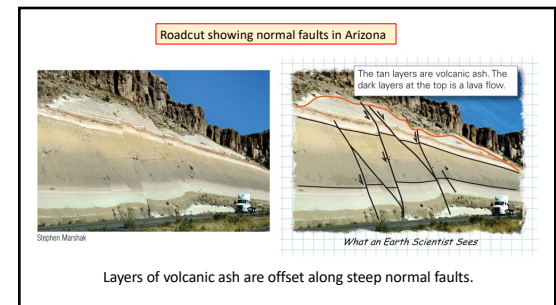 Roadcut showing normal faults in Arizona
The tan layers are volcanic ash. The
dark layers at the top is a lava flow.
Stephen Marshak
What an Earth Scientist Sees
Layers of volcanic ash are offset along steep normal faults.